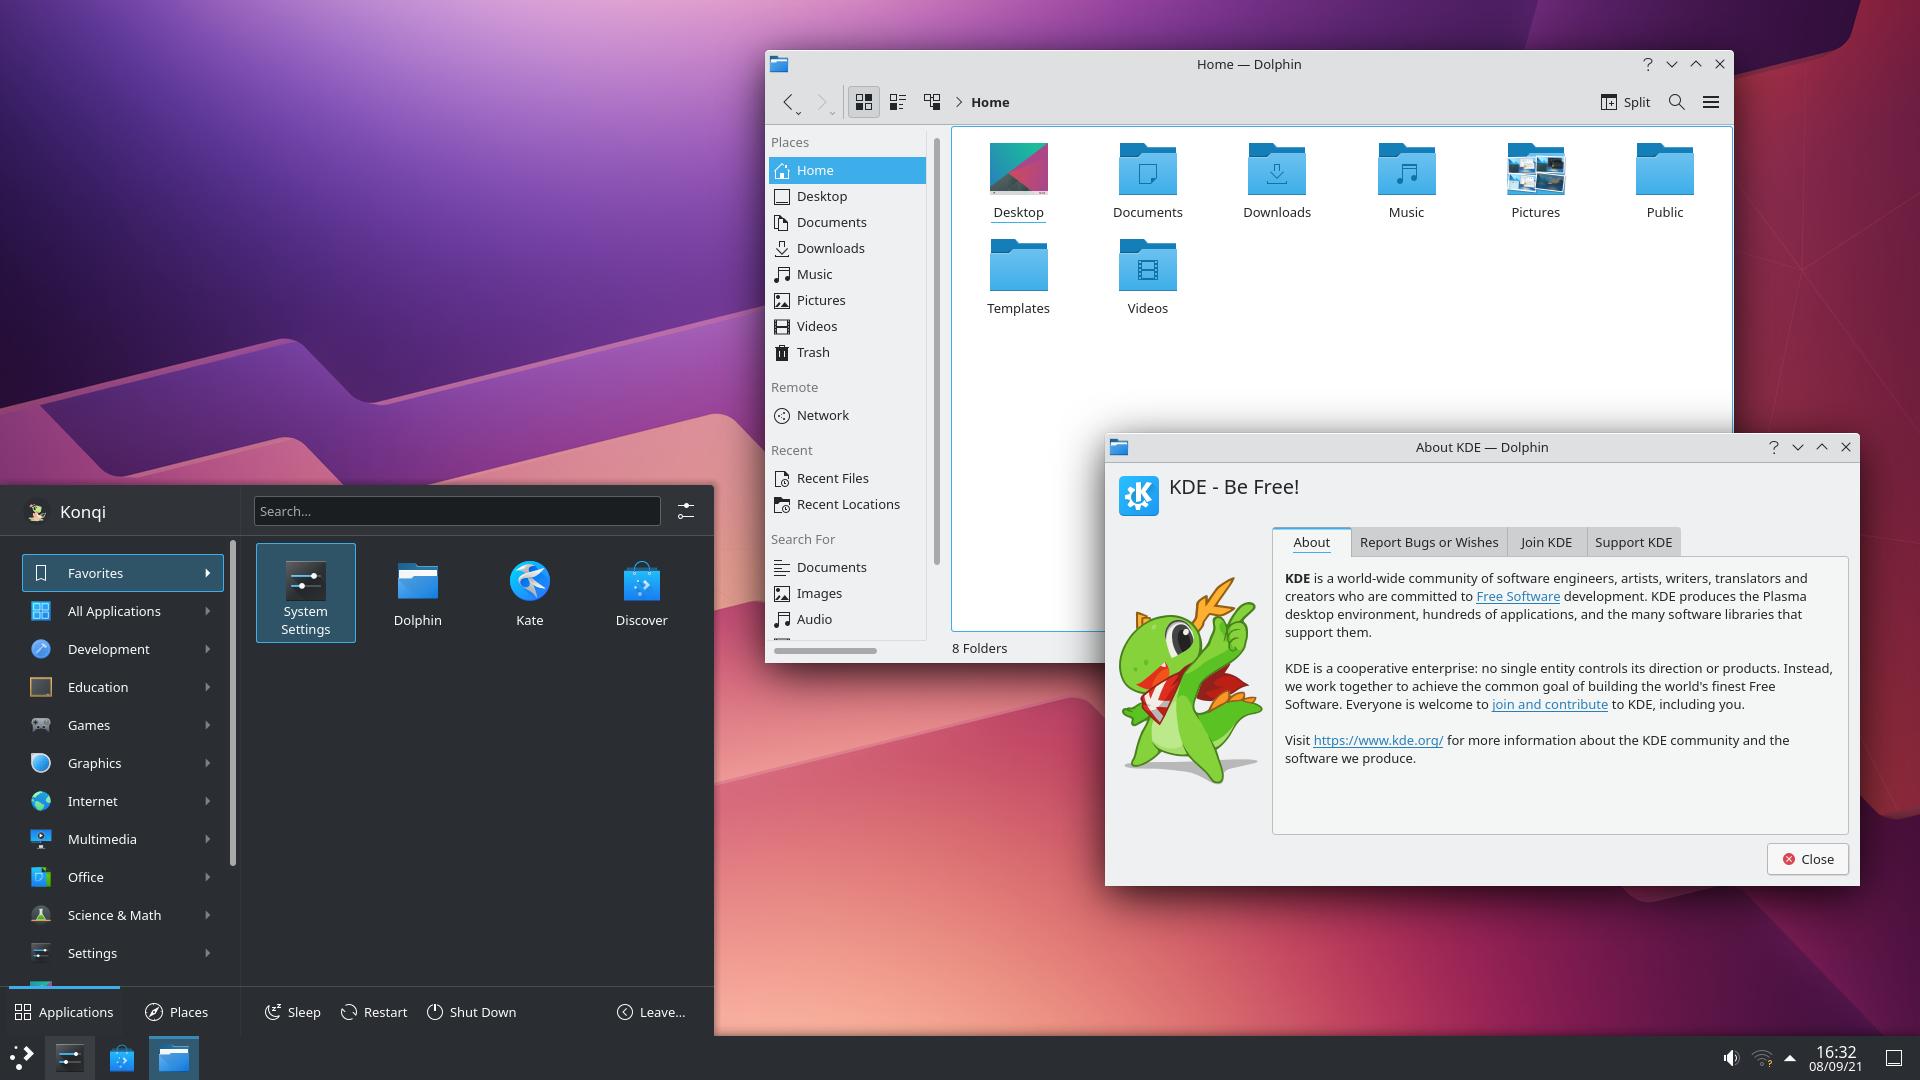 Home — Dolphin
Home
Split
Places
Home
Desktop
Documents
Downloads
Music
Pictures
Videos
Trash
Remote
Network
Recent
Recent Files
Recent Locations
Search For
Documents
Images
Audio
Desktop
Documents
Downloads
Music
Pictures
Public
Templates
Videos
8 Folders
About KDE — Dolphin
KDE - Be Free!
About
Report Bugs or Wishes
Join KDE
Support KDE
KDE is a world-wide community of software engineers, artists, writers, translators and
creators who are committed to Free Software development. KDE produces the Plasma
desktop environment, hundreds of applications, and the many software libraries that
support them.
KDE is a cooperative enterprise: no single entity controls its direction or products. Instead,
we work together to achieve the common goal of building the world's finest Free
Software. Everyone is welcome to join and contribute to KDE, including you.
Visit https://www.kde.org/ for more information about the KDE community and the
software we produce.
Close
Konqi
Search...
Favorites
All Applications
Development
Education
Games
Graphics
Internet
Multimedia
Office
Science & Math
Settings
System
Settings
Dolphin
Kate
Discover
Applications
Places
Sleep
Restart
Shut Down
Leave...
16:32
08/09/21